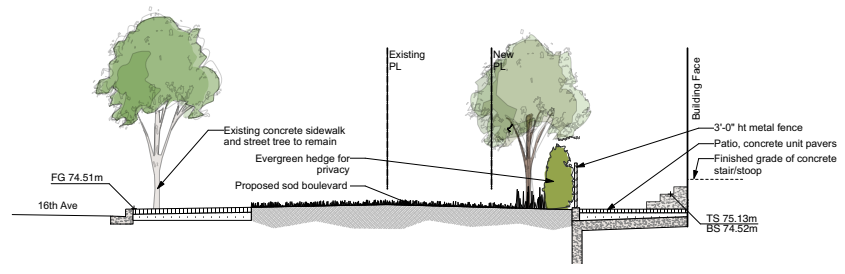 Existing
PL
New
PL
Building Face
Existing concrete sidewalk
and street tree to remain
3'-0" ht metal fence
Patio, concrete unit pavers
Evergreen hedge for
privacy
Finished grade of concrete
stair/stoop
FG 74.51m
Proposed sod boulevard
16th Ave
TS 75.13m
BS 74.52m